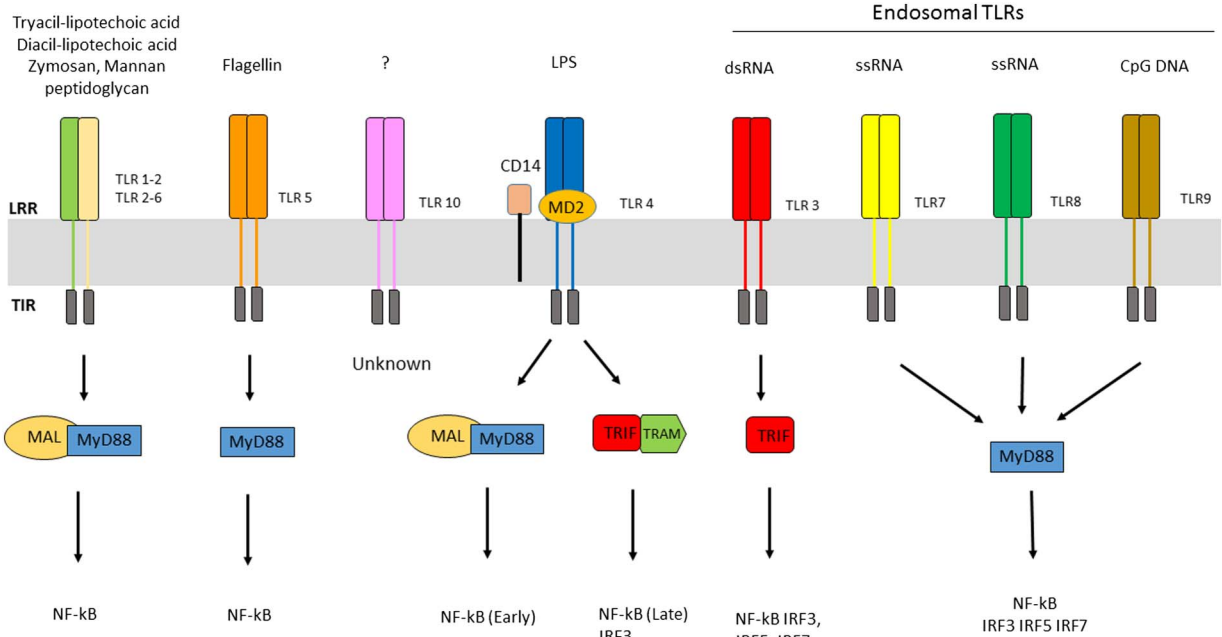 Endosomal TLRs
Tryacil-lipotechoic acid
Diacil-lipotechoic acid
Zymosan, Mannan
peptidoglycan
Flagellin
?
LPS
dsRNA
ssRNA
ssRNA
CpG DNA
LRR
TLR 1-2
TLR 2-6
TLR 5
TLR 10
CD14
MD2
TLR 4
TLR 3
TLR7
TLR8
TLR9
TIR
Unknown
MAL
MyD88
MyD88
MAL
MyD88
TRIF
TRAM
TRIF
MyD88
NF-kB
NF-kB
NF-kB (Early)
NF-kB (Late)
IRF3
NF-kB IRF3,
IRF5, IRF7
NF-kB
IRF3 IRF5 IRF7